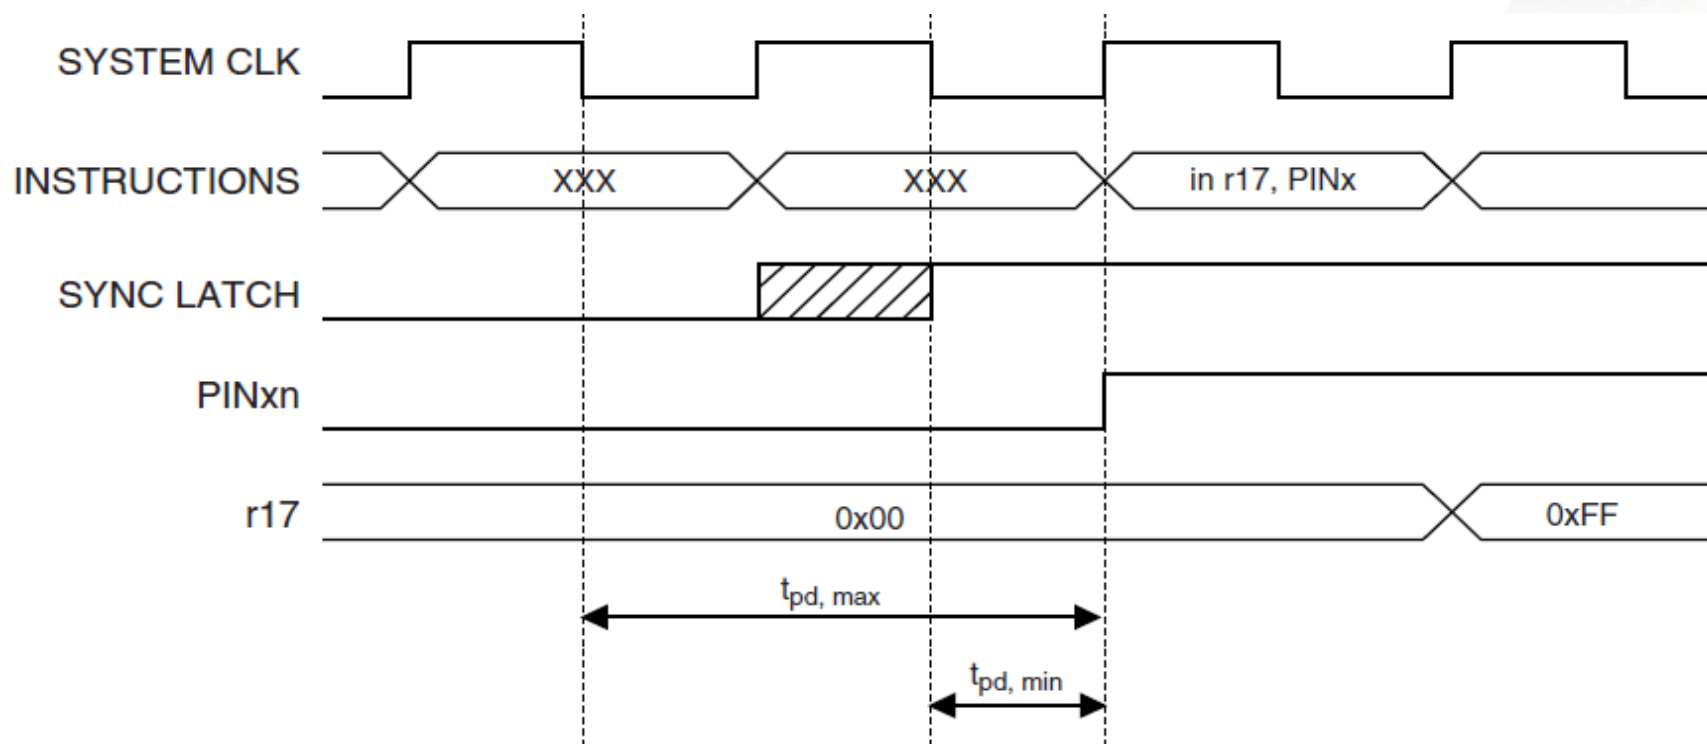 SYSTEM CLK
INSTRUCTIONS XXX XXX in r17, PINx
SYNC LATCH
PINxn
r17 0x00 0xFF
tpd, max
tpd, min